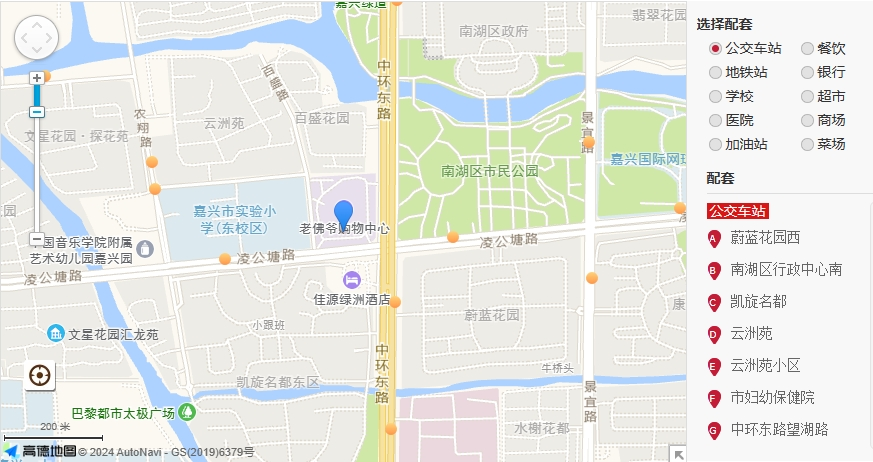 嘉兴绿道
南湖区政府
翡翠花园
中环东路
百盛路
农翔路
文星花园·探花苑
云洲苑
百盛花园
景宜路
嘉兴国际网球
南湖区市民公园
嘉兴市实验小
学(东校区)
老佛爷购物中心
花园
中国音乐学院附属
艺术幼儿园嘉兴园
凌公塘路
凌公塘路
凌公塘路
佳源绿洲酒店
文星花园汇龙苑
小跟班
蔚蓝花园
康
中环东路
凯旋名都东区
牛桥头
景宜路
巴黎都市太极广场
水榭花都
200 米
高德地图 © 2024 AutoNavi - GS(2019)6379号
选择配套
公交车站 餐饮
地铁站 银行
学校 超市
医院 商场
加油站 菜场
配套
公交车站
A 蔚蓝花园西
B 南湖区行政中心南
C 凯旋名都
D 云洲苑
E 云洲苑小区
F 市妇幼保健院
G 中环东路望湖路